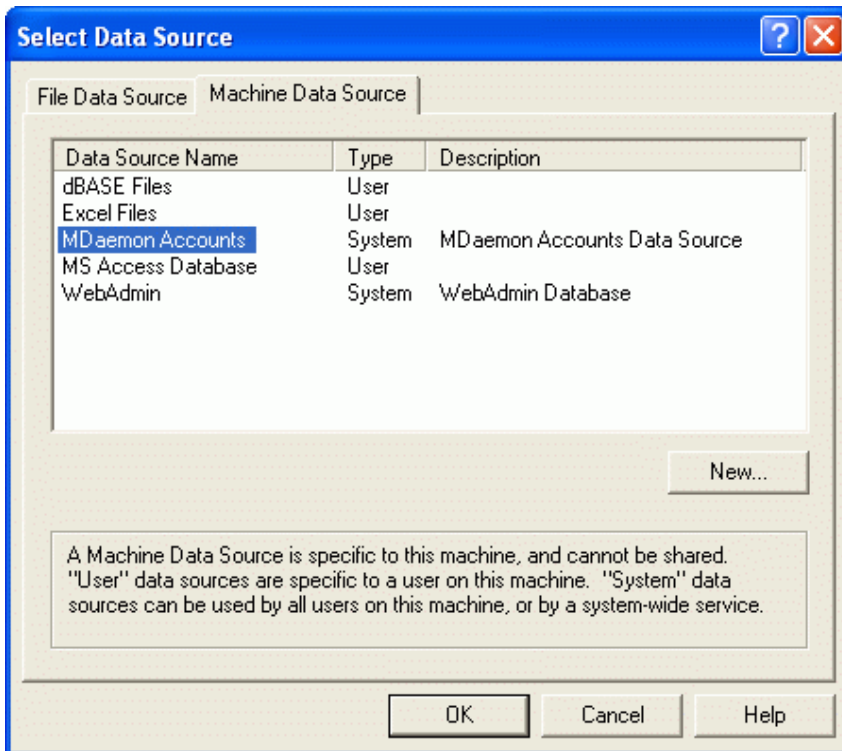 Select Data Source
File Data Source Machine Data Source
Data Source Name Type Description
dBASE Files User
Excel Files User
MDaemon Accounts System MDaemon Accounts Data Source
MS Access Database User
WebAdmin System WebAdmin Database
New...
A Machine Data Source is specific to this machine, and cannot be shared.
"User" data sources are specific to a user on this machine. "System" data
sources can be used by all users on this machine, or by a system-wide service.
OK Cancel Help